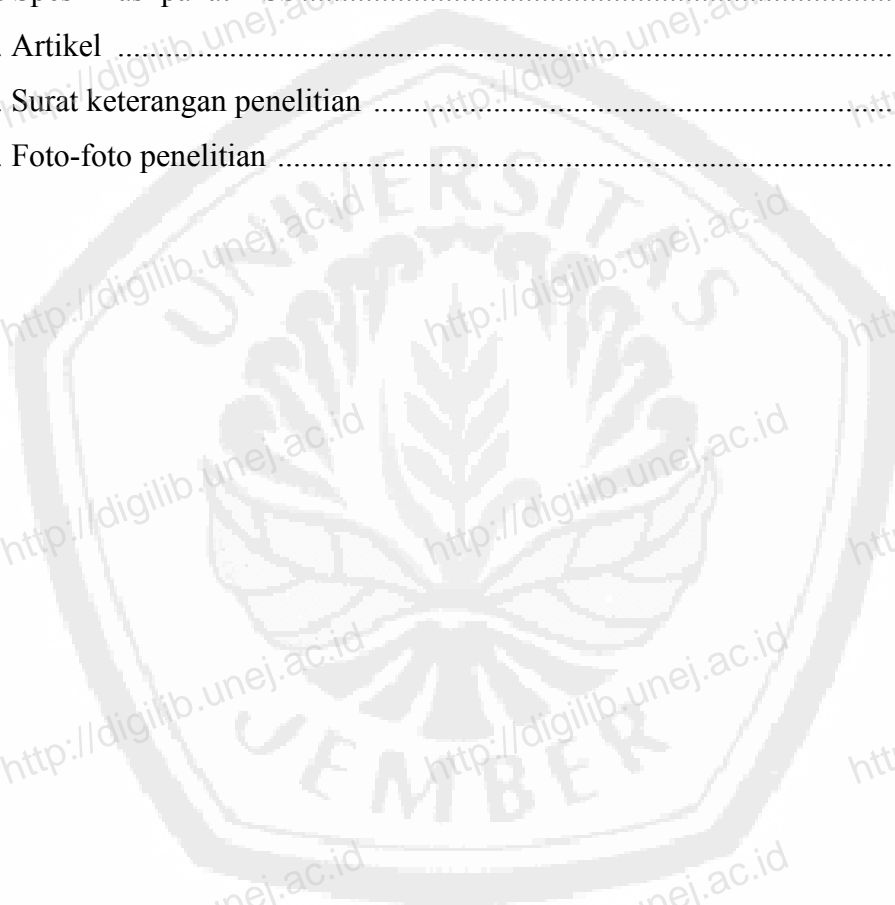 . Artikel ........................................................................................................
http://digilib.unej.ac.id http://digilib.unej.ac.id
. Surat keterangan penelitian ..................................................................
. Foto-foto penelitian ..............................................................................
UNIVERSITAS
http://digilib.unej.ac.id http://digilib.unej.ac.id
http://digilib.unej.ac.id http://digilib.unej.ac.id
http://digilib.unej.ac.id http://digilib.unej.ac.id
JEMBER